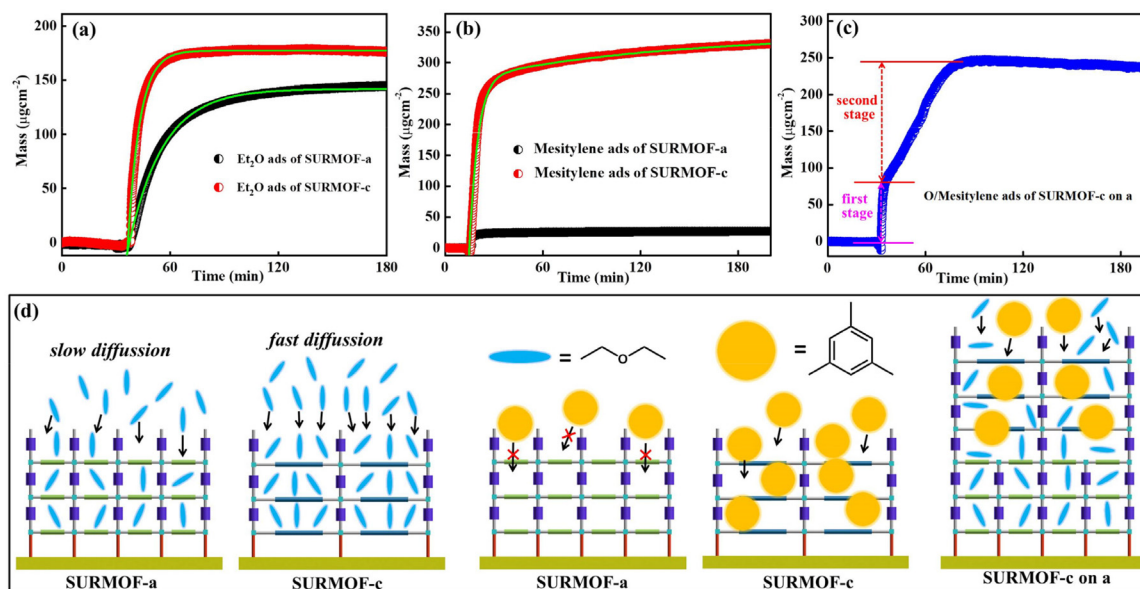 (a)
200
150
100
50
0
Mass (μgcm-2)
Et2O ads of SURMOF-a
Et2O ads of SURMOF-c
0 60 120 180
Time (min)
(b)
350
300
250
200
150
100
50
0
Mass (μgcm-2)
Mesitylene ads of SURMOF-a
Mesitylene ads of SURMOF-c
0 60 120 180
Time (min)
(c)
300
250
200
150
100
50
0
Mass (μgcm-2)
second
stage
first
stage
O/Mesitylene ads of SURMOF-c on a
0 60 120 180
Time (min)
(d)
slow diffussion
fast diffussion
=
O
=
SURMOF-a
SURMOF-c
SURMOF-a
SURMOF-c
SURMOF-c on a